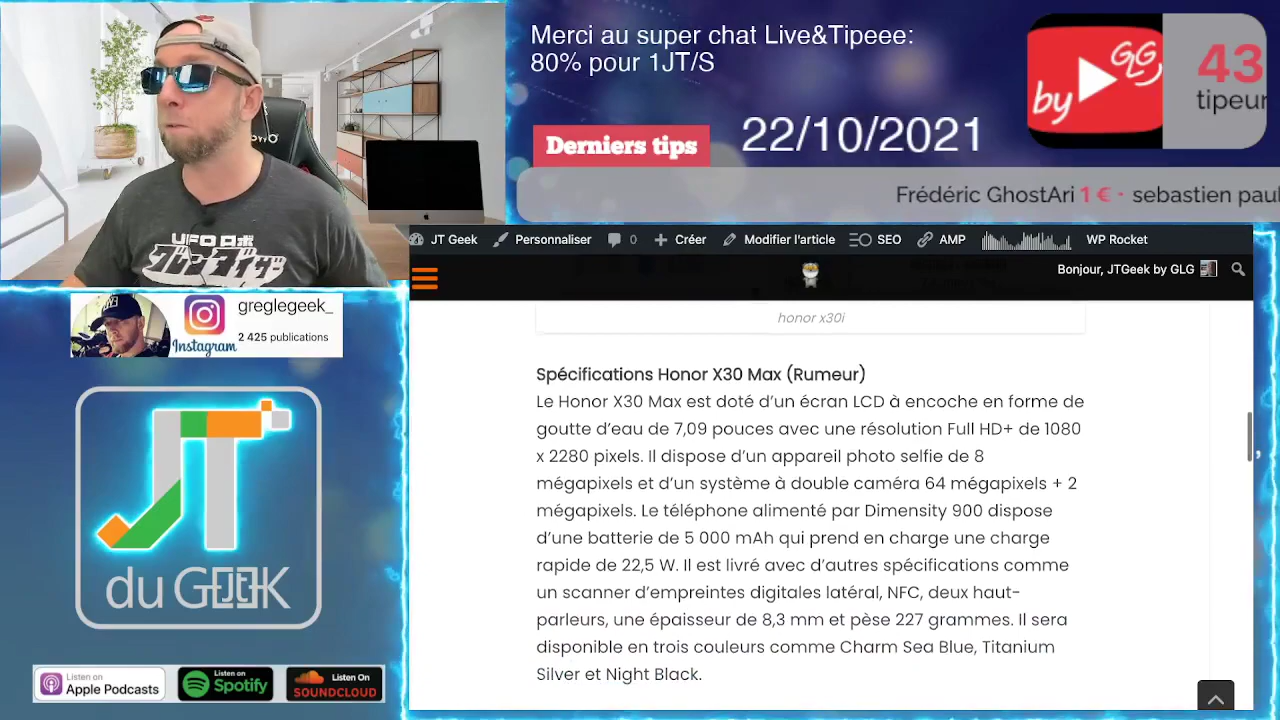 Merci au super chat Live&Tipeee:
80% pour 1JT/S
Derniers tips
22/10/2021
by
GLG
43
tipeur
Frédéric GhostAri 1 € - sebastien paul
JT Geek
Personnaliser
0
Créer
Modifier l'article
SEO
AMP
WP Rocket
Bonjour, JTGeek by GLG
honor x30i
Spécifications Honor X30 Max (Rumeur)
Le Honor X30 Max est doté d'un écran LCD à encoche en forme de
goutte d'eau de 7,09 pouces avec une résolution Full HD+ de 1080
x 2280 pixels. Il dispose d'un appareil photo selfie de 8
mégapixels et d'un système à double caméra 64 mégapixels + 2
mégapixels. Le téléphone alimenté par Dimensity 900 dispose
d'une batterie de 5 000 mAh qui prend en charge une charge
rapide de 22,5 W. Il est livré avec d'autres spécifications comme
un scanner d'empreintes digitales latéral, NFC, deux haut-
parleurs, une épaisseur de 8,3 mm et pèse 227 grammes. Il sera
disponible en trois couleurs comme Charm Sea Blue, Titanium
Silver et Night Black.
greglegeek_
2 425 publications
Instagram
JT
du GEEK
Listen on
Apple Podcasts
Listen on
Spotify
Listen On
SOUNDCLOUD